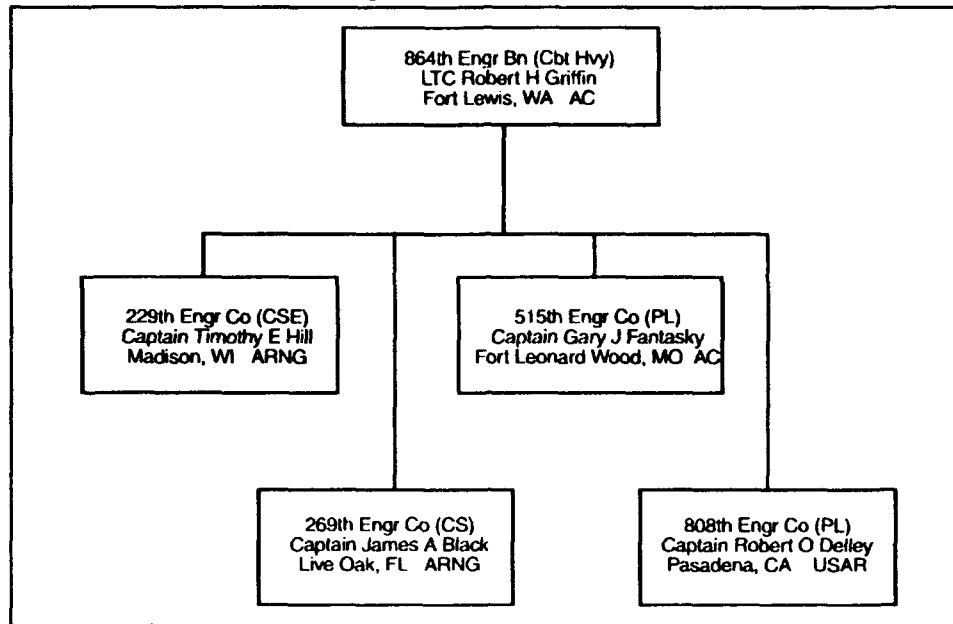 864th Engr Bn (Cbt Hvy)
LTC Robert H Griffin
Fort Lewis, WA AC
229th Engr Co (CSE)
Captain Timothy E Hill
Madison, WI ARNG
515th Engr Co (PL)
Captain Gary J Fantasky
Fort Leonard Wood, MO AC
269th Engr Co (CS)
Captain James A Black
Live Oak, FL ARNG
808th Engr Co (PL)
Captain Robert O Delley
Pasadena, CA USAR